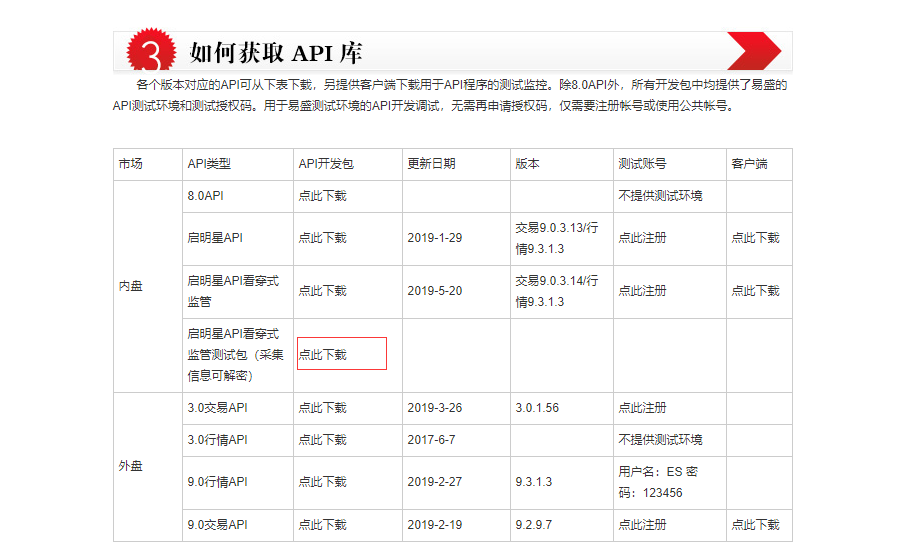 3 如何获取 API 库
各个版本对应的API可从下表下载，另提供客户端下载用于API程序的测试监控。除8.0API外，所有开发包中均提供了易盛的
API测试环境和测试授权码。用于易盛测试环境的API开发调试，无需再申请授权码，仅需要注册帐号或使用公共帐号。
市场 API类型 API开发包 更新日期 版本 测试账号 客户端
内盘
8.0API 点此下载 不提供测试环境
启明星API 点此下载 2019-1-29 交易9.0.3.13/行
情9.3.1.3 点此注册 点此下载
启明星API看穿式
监管 点此下载 2019-5-20 交易9.0.3.14/行
情9.3.1.3 点此注册 点此下载
启明星API看穿式
监管测试包（采集
信息可解密） 点此下载
外盘
3.0交易API 点此下载 2019-3-26 3.0.1.56 点此注册
3.0行情API 点此下载 2017-6-7 不提供测试环境
9.0行情API 点此下载 2019-2-27 9.3.1.3 用户名：ES 密
码：123456
9.0交易API 点此下载 2019-2-19 9.2.9.7 点此注册 点此下载